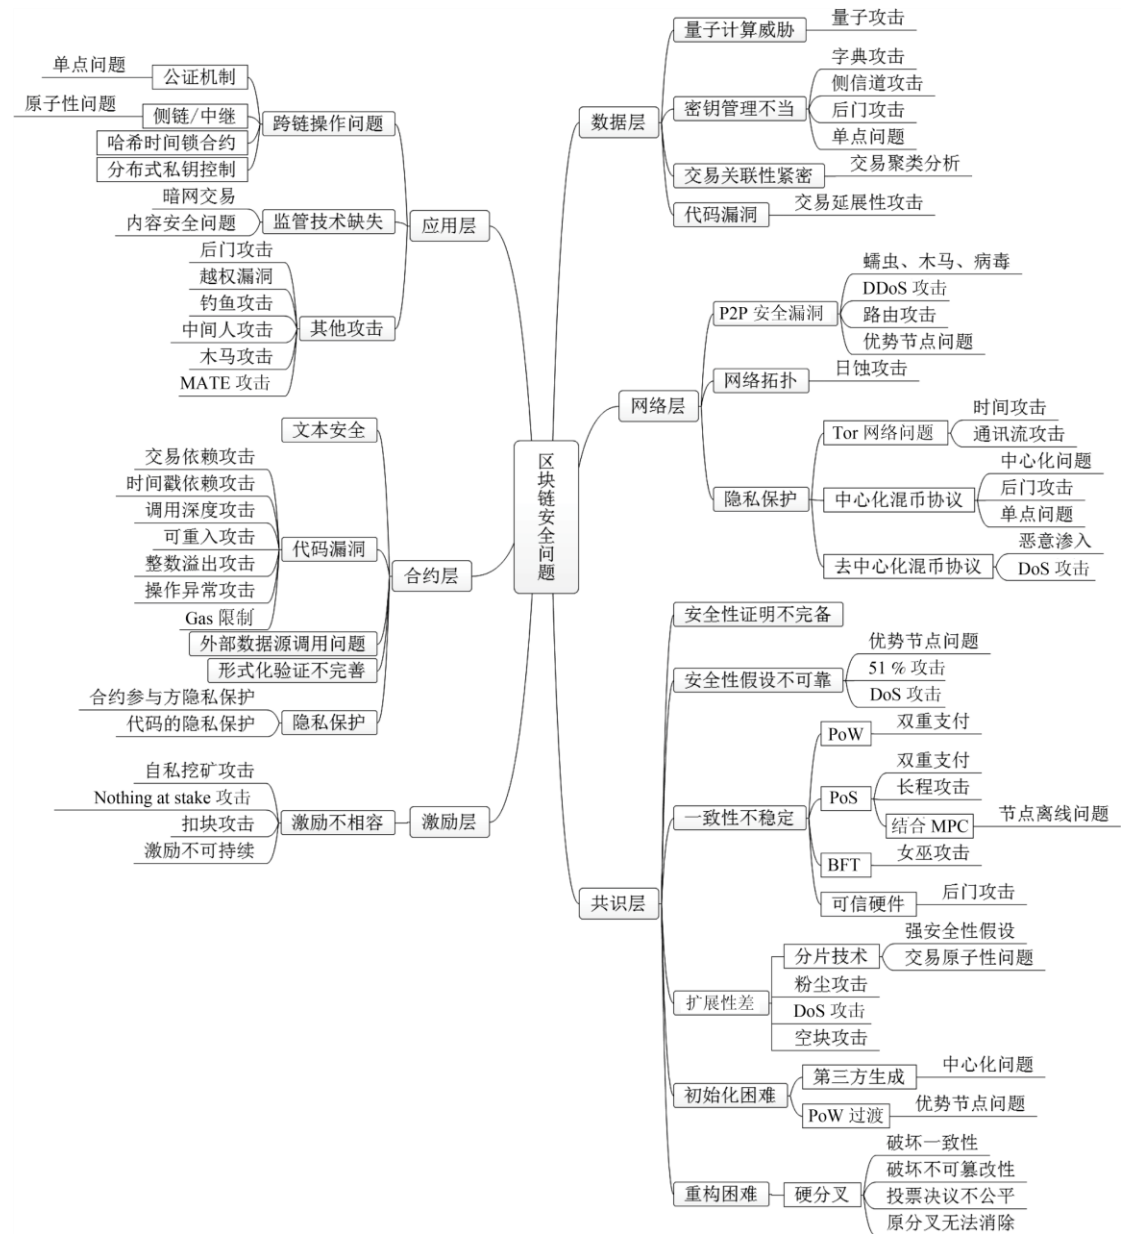 区块链安全问题
应用层
跨链操作问题
公证机制
单点问题
侧链/中继
原子性问题
哈希时间锁合约
分布式私钥控制
监管技术缺失
暗网交易
内容安全问题
其他攻击
后门攻击
越权漏洞
钓鱼攻击
中间人攻击
木马攻击
MATE 攻击
合约层
文本安全
代码漏洞
交易依赖攻击
时间戳依赖攻击
调用深度攻击
可重入攻击
整数溢出攻击
操作异常攻击
Gas 限制
外部数据源调用问题
形式化验证不完善
隐私保护
合约参与方隐私保护
代码的隐私保护
激励层
激励不相容
自私挖矿攻击
Nothing at stake 攻击
扣块攻击
激励不可持续
数据层
量子计算威胁
量子攻击
密钥管理不当
字典攻击
侧信道攻击
后门攻击
单点问题
交易关联性紧密
交易聚类分析
代码漏洞
交易延展性攻击
网络层
P2P 安全漏洞
蠕虫、木马、病毒
DDoS 攻击
路由攻击
优势节点问题
网络拓扑
日蚀攻击
隐私保护
Tor 网络问题
时间攻击
通讯流攻击
中心化混币协议
中心化问题
后门攻击
单点问题
去中心化混币协议
恶意渗入
DoS 攻击
共识层
安全性证明不完备
安全性假设不可靠
优势节点问题
51 % 攻击
DoS 攻击
一致性不稳定
PoW
双重支付
PoS
双重支付
长程攻击
结合 MPC
节点离线问题
BFT
女巫攻击
可信硬件
后门攻击
扩展性差
分片技术
强安全性假设
交易原子性问题
粉尘攻击
DoS 攻击
空块攻击
初始化困难
第三方生成
中心化问题
PoW 过渡
优势节点问题
重构困难
硬分叉
破坏一致性
破坏不可篡改性
投票决议不公平
原分叉无法消除